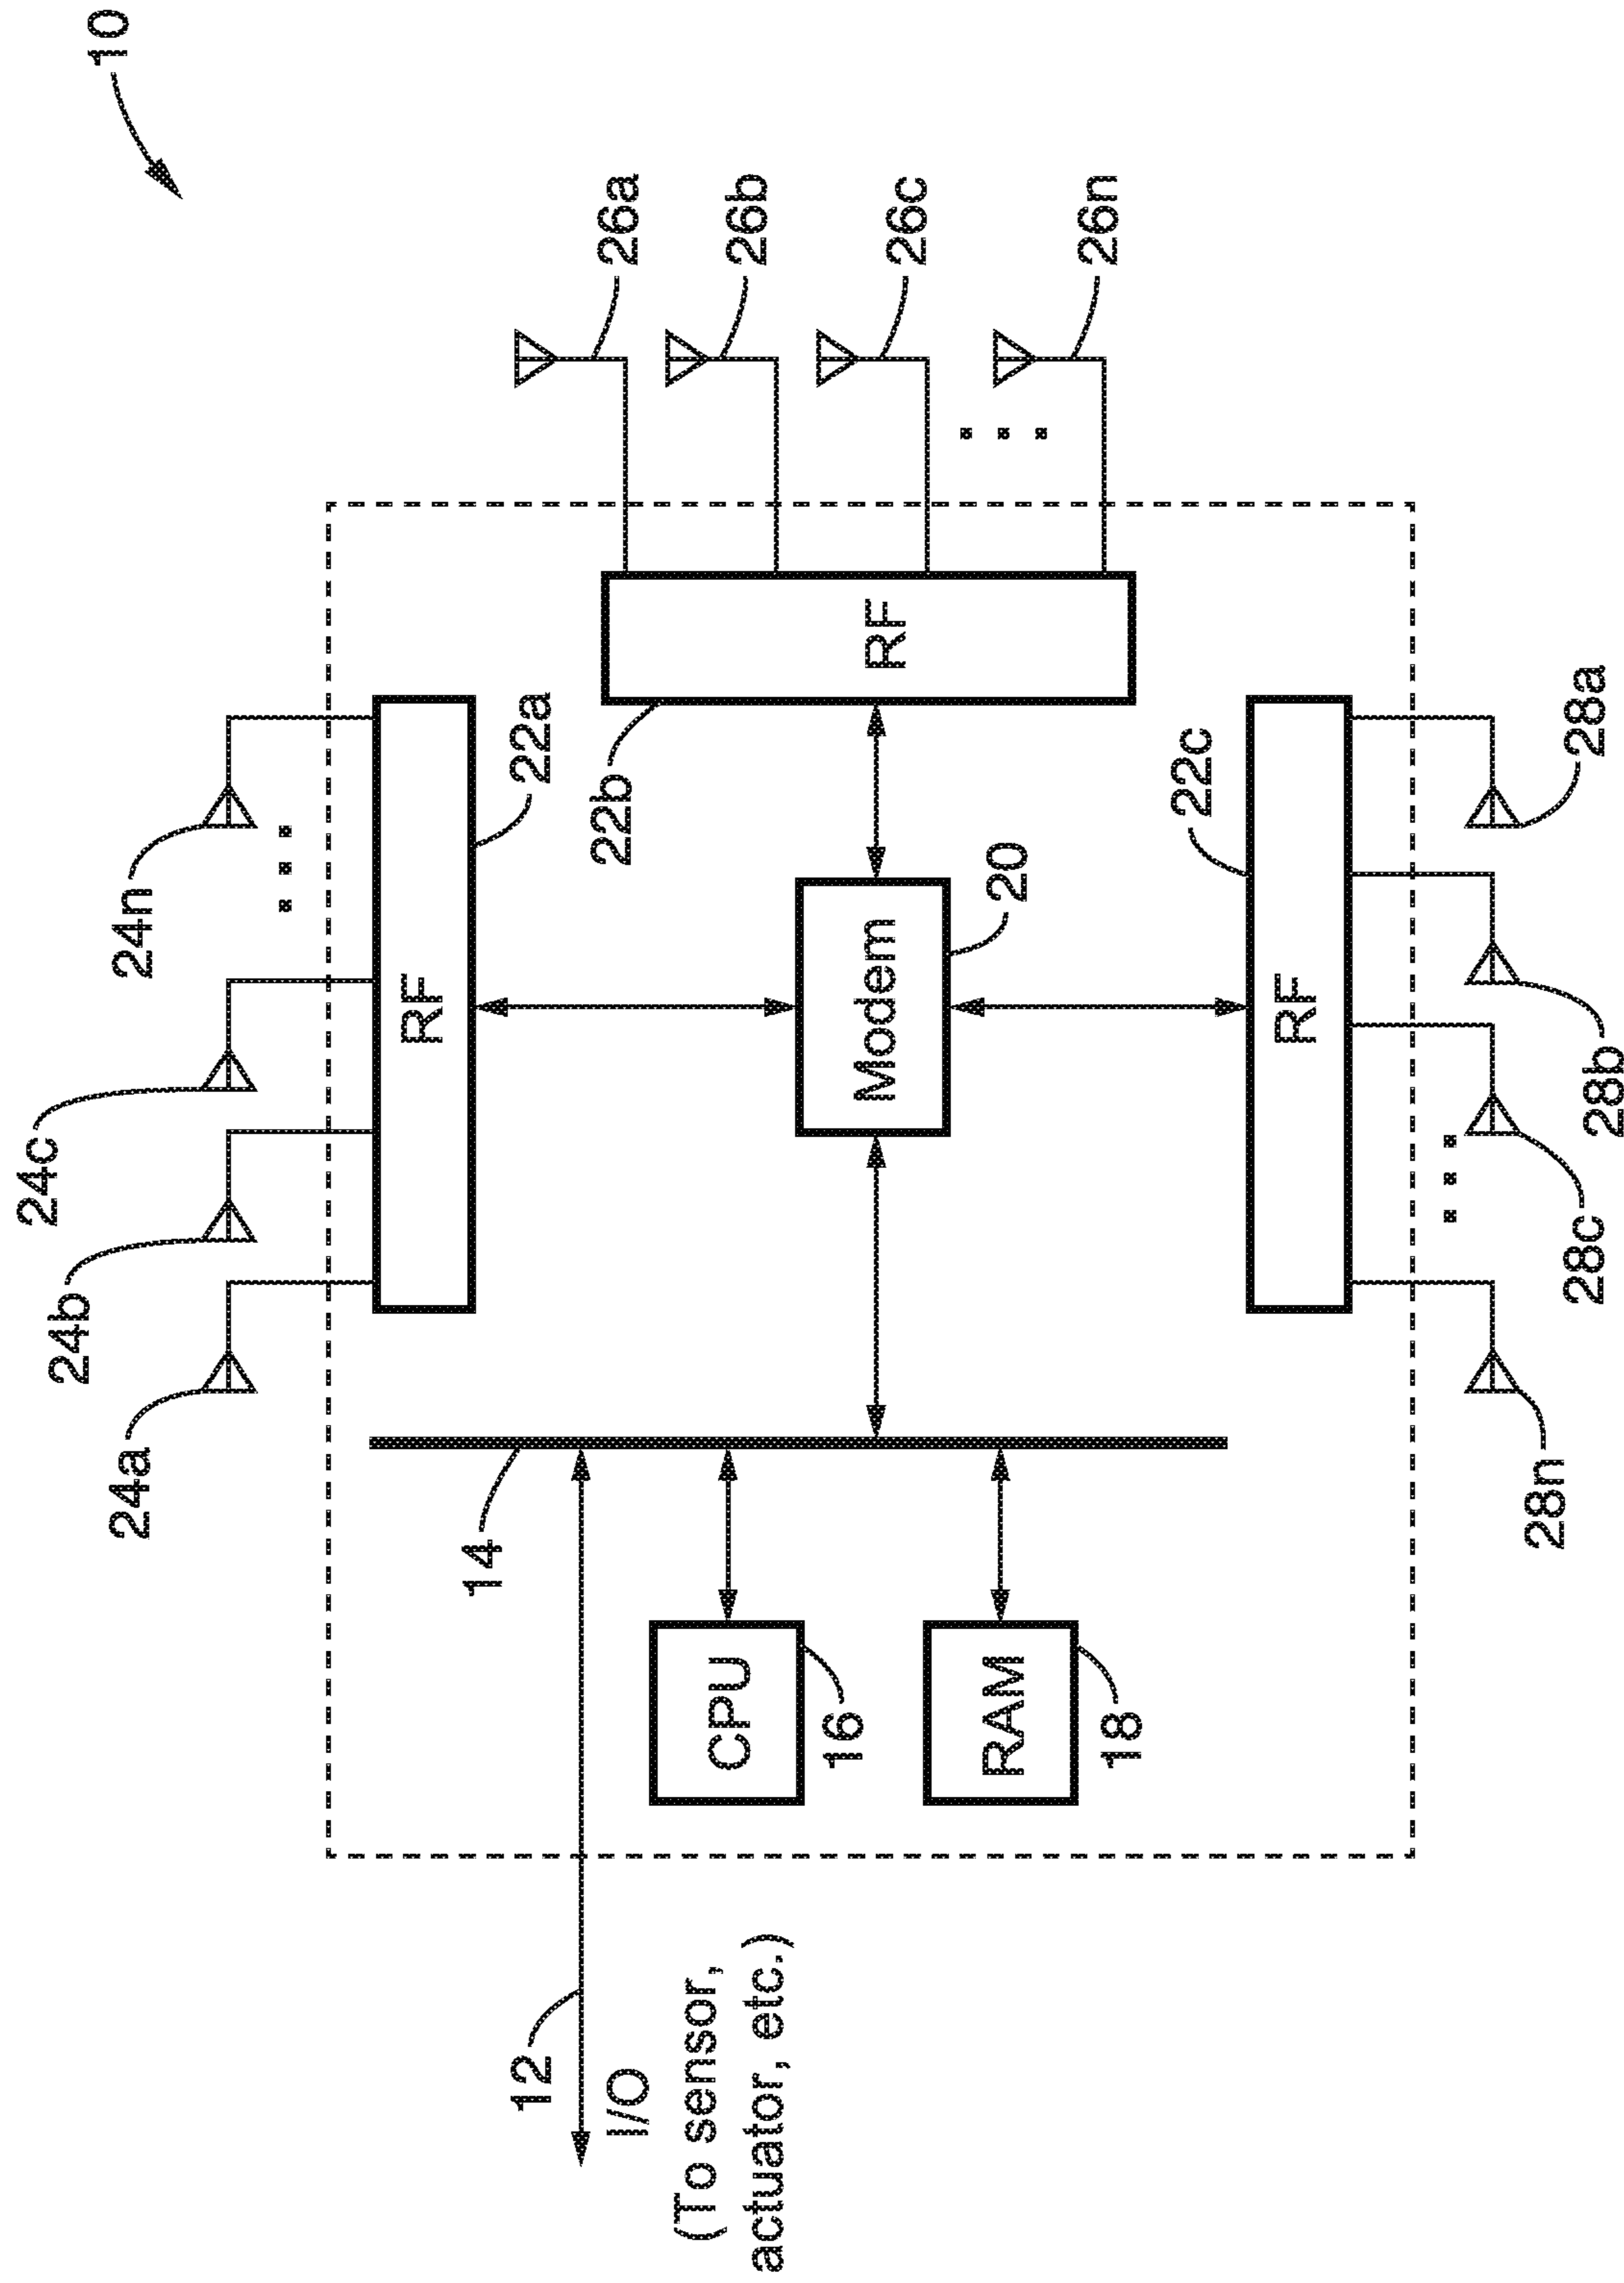 10
24a
24b
24c
24n
RF
22a
26a
26b
26c
26n
RF
22b
Modem
20
14
CPU
16
RAM
18
12
I/O
(To sensor,
actuator, etc.)
RF
22c
28n
28c
28b
28a